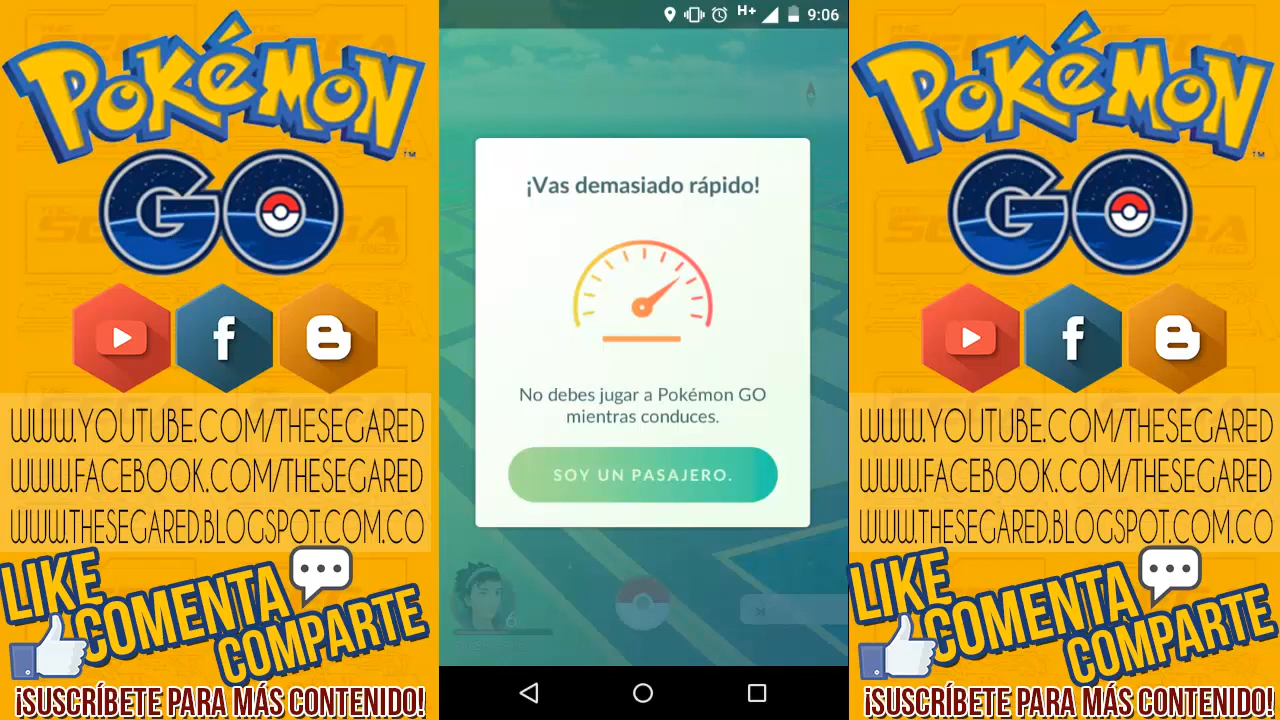 POKÉMON
GO
WWW.YOUTUBE.COM/THESEGARED
WWW.FACEBOOK.COM/THESEGARED
WWW.THESEGARED.BLOGSPOT.COM.CO
LIKE
COMENTA
COMPARTE
¡SUSCRÍBETE PARA MÁS CONTENIDO!
H+ 9:06
¡Vas demasiado rápido!
No debes jugar a Pokémon GO
mientras conduces.
SOY UN PASAJERO.
6
POKÉMON
GO
WWW.YOUTUBE.COM/THESEGARED
WWW.FACEBOOK.COM/THESEGARED
WWW.THESEGARED.BLOGSPOT.COM.CO
LIKE
COMENTA
COMPARTE
¡SUSCRÍBETE PARA MÁS CONTENIDO!